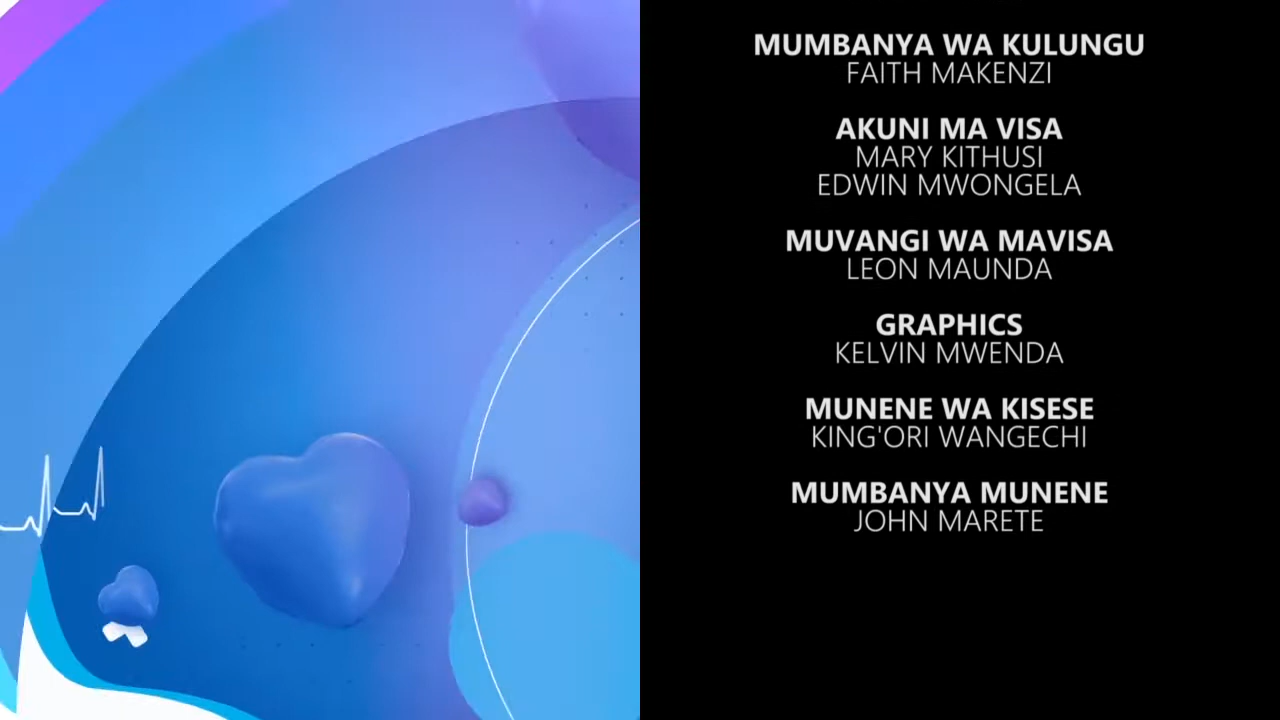 MUMBANYA WA KULUNGU
FAITH MAKENZI
AKUNI MA VISA
MARY KITHUSI
EDWIN MWONGELA
MUVANGI WA MAVISA
LEON MAUNDA
GRAPHICS
KELVIN MWENDA
MUNENE WA KISESE
KING'ORI WANGECHI
MUMBANYA MUNENE
JOHN MARETE